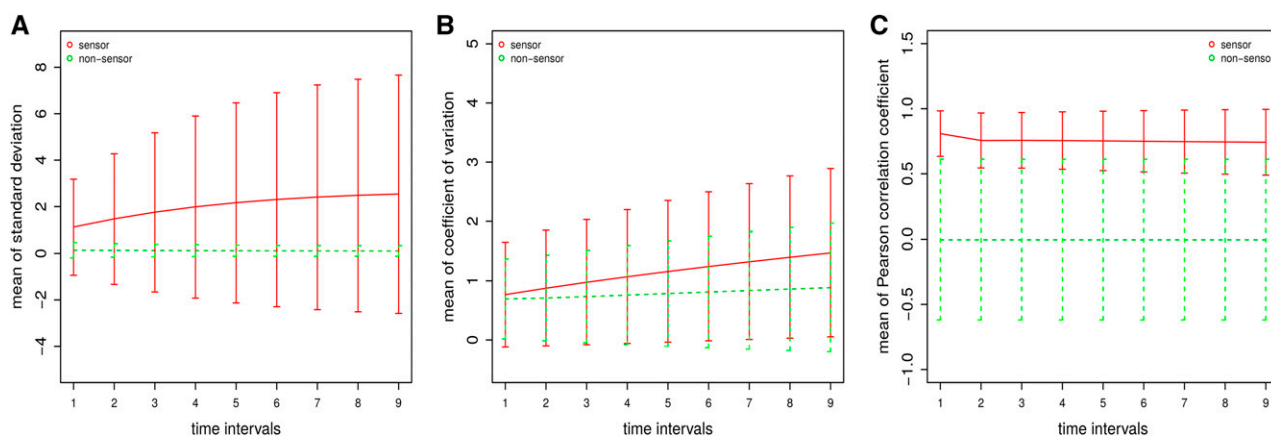 A
mean of standard deviation
sensor
non−sensor
8
6
4
2
0
−2
−4
1 2 3 4 5 6 7 8 9
time intervals
B
mean of coefficient of variation
sensor
non−sensor
5
4
3
2
1
0
1 2 3 4 5 6 7 8 9
time intervals
C
mean of Pearson correlation coefficient
sensor
non−sensor
1.5
1.0
0.5
0.0
−0.5
−1.0
1 2 3 4 5 6 7 8 9
time intervals